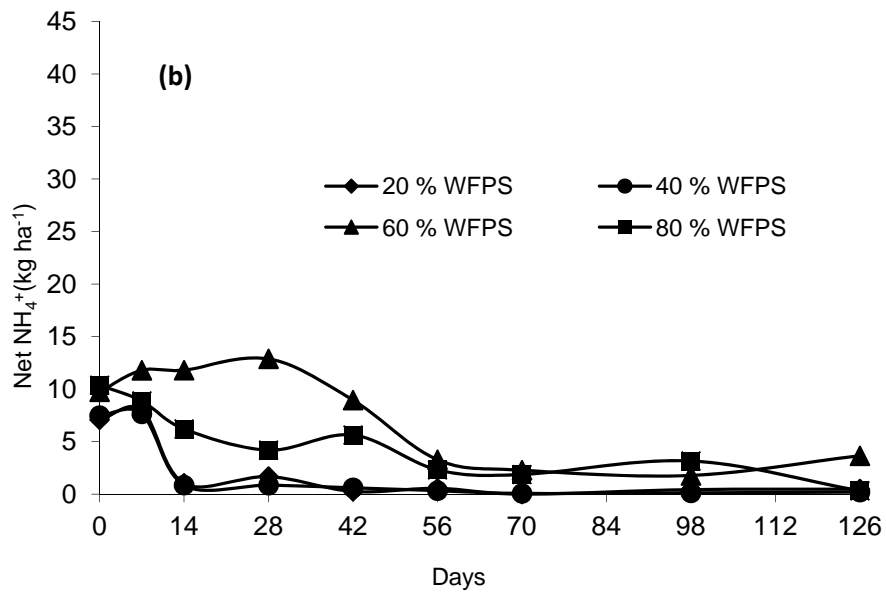 45
40
35
30
25
20
15
10
5
0
Net NH₄⁺(kg ha⁻¹)
(b)
20 % WFPS
40 % WFPS
60 % WFPS
80 % WFPS
0 14 28 42 56 70 84 98 112 126
Days